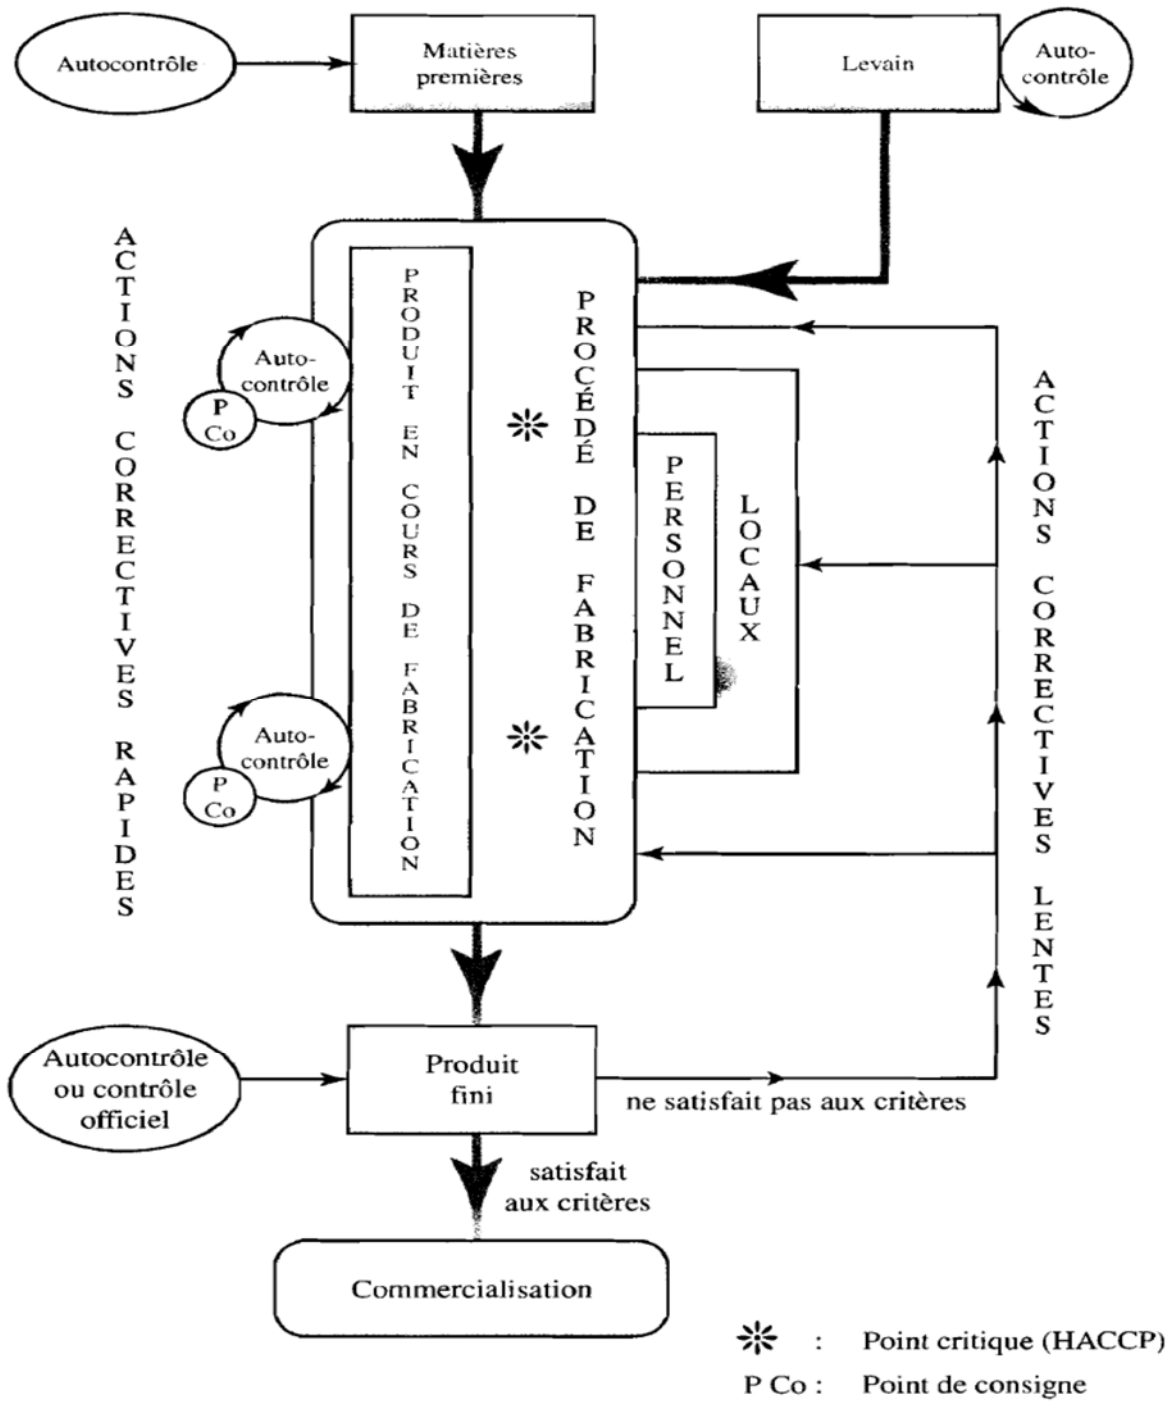 Autocontrôle
Matières
premières
Levain
Auto-
contrôle
ACTIONS CORRECTIVES RAPIDES
Auto-
contrôle
P
Co
PRODUIT EN COURS DE FABRICATION
PROCÉDÉ DE FABRICATION
PERSONNEL
LOCAUX
ACTIONS CORRECTIVES LENTES
Auto-
contrôle
P
Co
Autocontrôle
ou contrôle
officiel
Produit
fini
ne satisfait pas aux critères
satisfait
aux critères
Commercialisation
: Point critique (HACCP)
P Co : Point de consigne